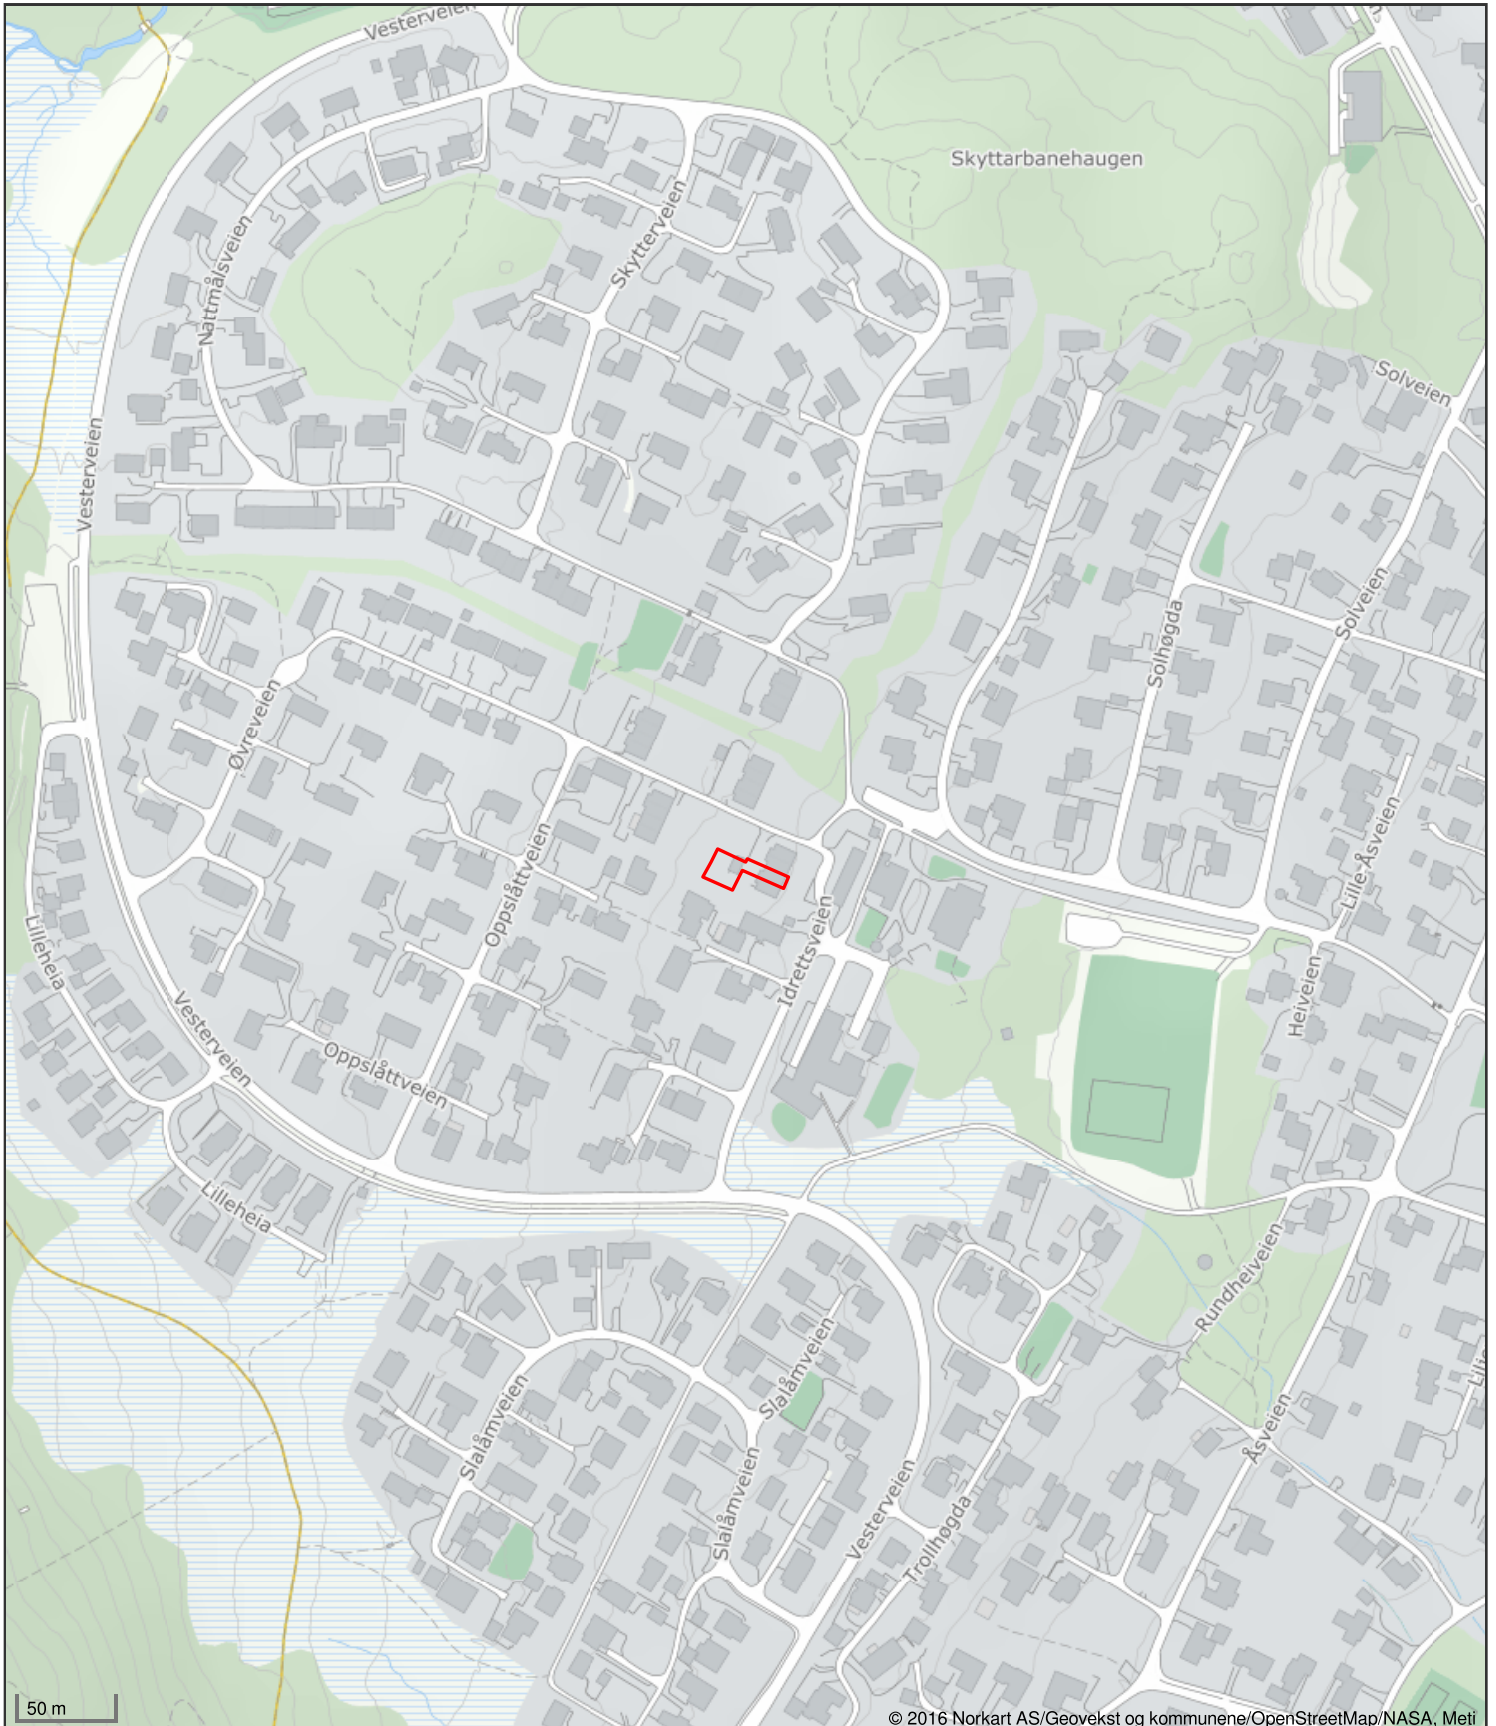 Vesterveien
Skyttarbanehaugen
Skytterveien
Nattmålsveien
Solveien
Vesterveien
Solveien
Solhøgda
Øvreveien
Lille-Åsveien
Oppslåttveien
Idrettsveien
Lilleheia
Heiveien
Vesterveien
Oppslåttveien
Lilleheia
Rundheiveien
Slalåmveien
Slalåmveien
Åsveien
Slalåmveien
Vesterveien
Trollhøgda
50 m
© 2016 Norkart AS/Geovekst og kommunene/OpenStreetMap/NASA, Meti